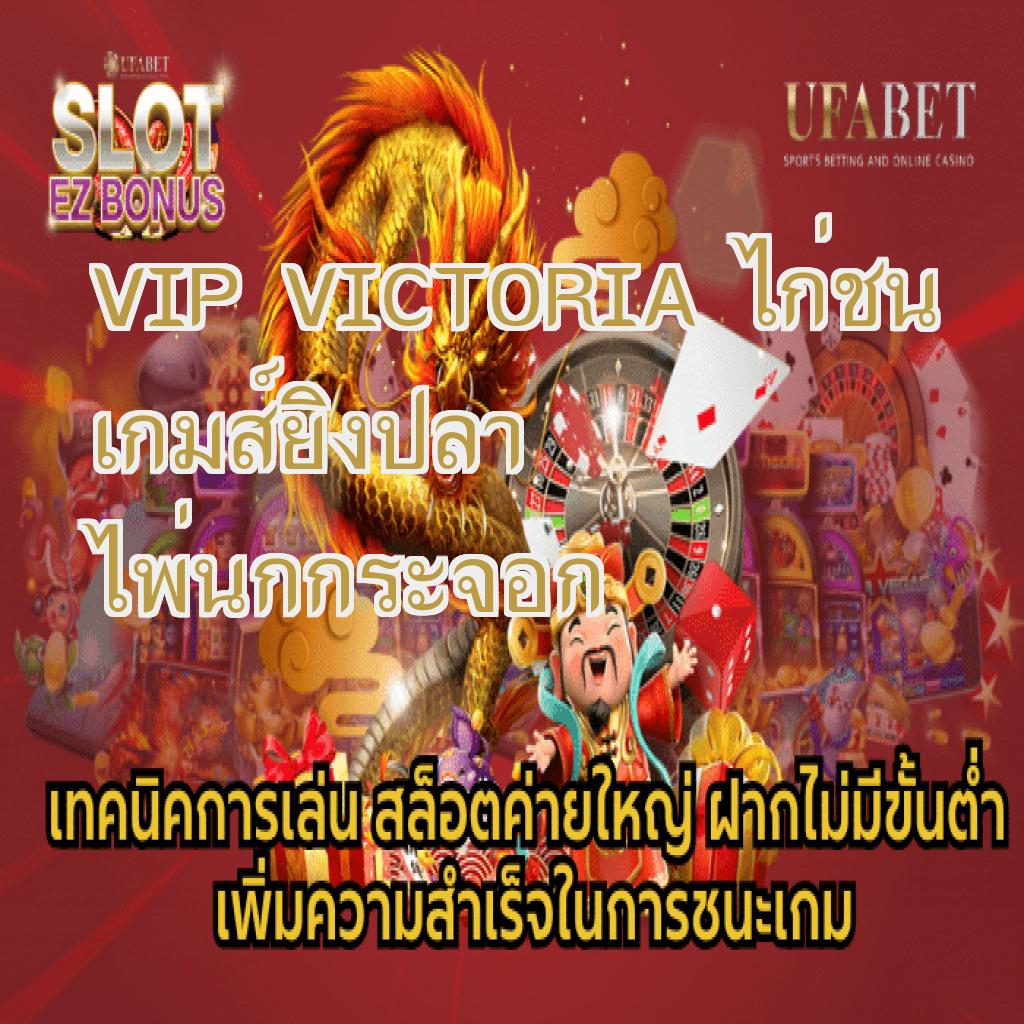 UFABET
SLOT
EZ BONUS
UFABET
SPORTS BETTING AND ONLINE CASINO
VIP VICTORIA ไก่ชน
เกมส์ยิงปลา
ไพ่นกกระจอก
เทคนิคการเล่น สล็อตค่ายใหญ่ ฝากไม่มีขั้นต่ำ
เพิ่มความสำเร็จในการชนะเกม